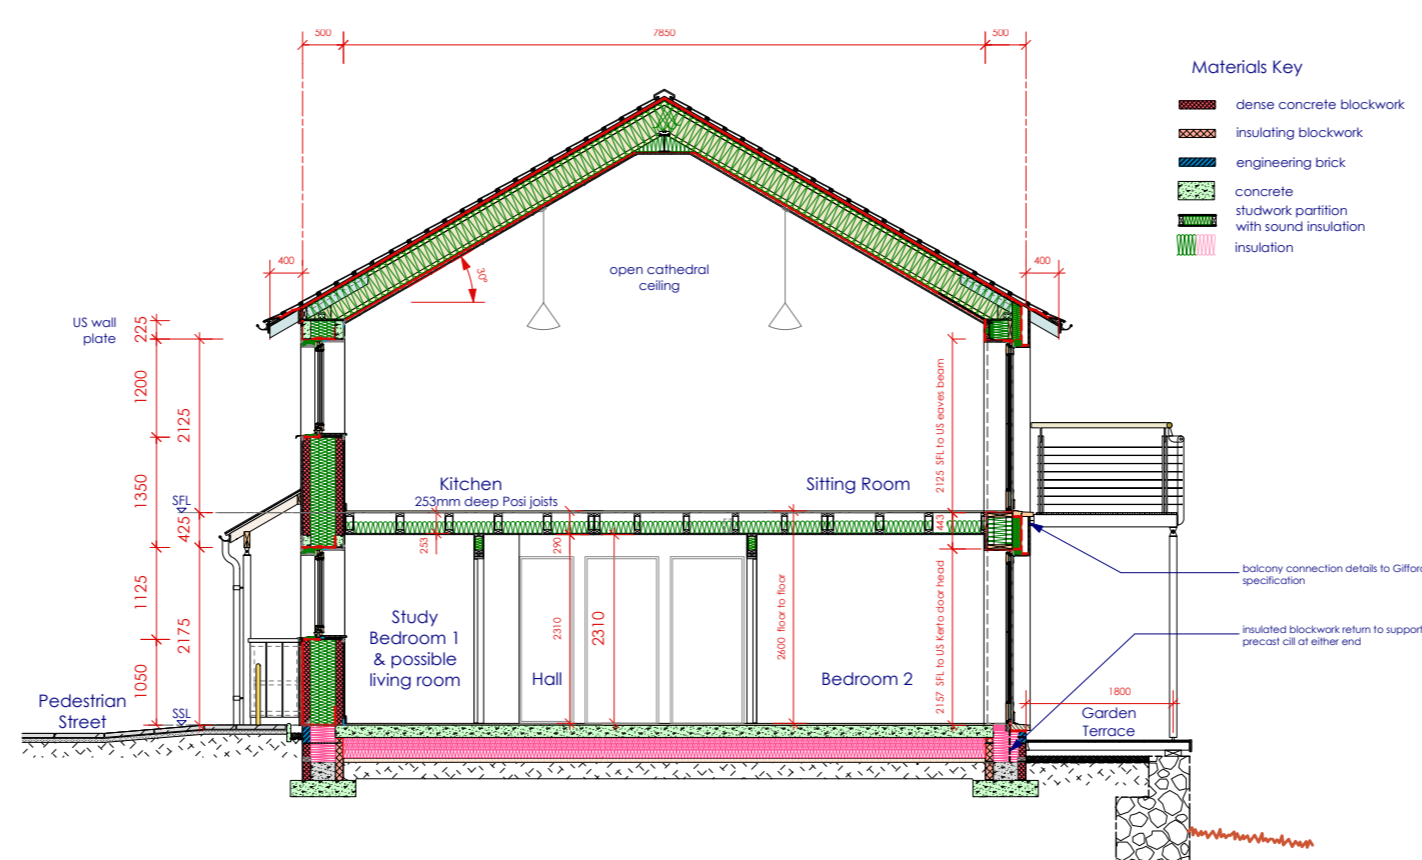 500
7850
500
Materials Key
dense concrete blockwork
insulating blockwork
engineering brick
concrete
studwork partition
with sound insulation
insulation
400
30°
open cathedral
ceiling
400
US wall
plate
225
1200
2125
1350
SFL
425
1125
2175
1050
SSL
Kitchen
253mm deep Posi joists
Sitting Room
2125 SFL to US eaves beam
443
253
290
2310
2310
2600 floor to floor
2157 SFL to US Kerto door head
Study
Bedroom 1
& possible
living room
Hall
Bedroom 2
balcony connection details to Giffor
specification
insulated blockwork return to support
precast cill at either end
Pedestrian
Street
1800
Garden
Terrace